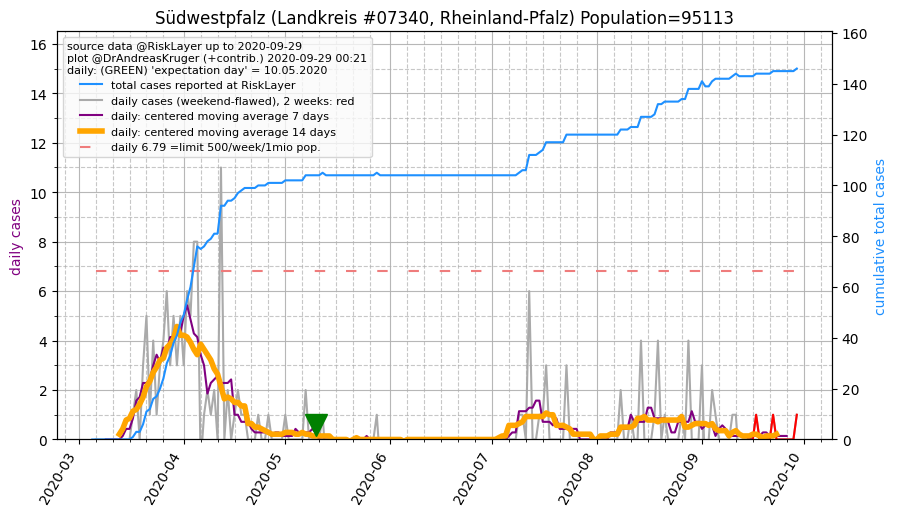 Südwestpfalz (Landkreis #07340, Rheinland-Pfalz) Population=95113
source data @RiskLayer up to 2020-09-29
plot @DrAndreasKruger (+contrib.) 2020-09-29 00:21
daily: (GREEN) 'expectation day' = 10.05.2020
total cases reported at RiskLayer
daily cases (weekend-flawed), 2 weeks: red
daily: centered moving average 7 days
daily: centered moving average 14 days
daily 6.79 =limit 500/week/1mio pop.
daily cases
16
14
12
10
8
6
4
2
0
160
140
120
100
80
60
40
20
0
cumulative total cases
2020-03
2020-04
2020-05
2020-06
2020-07
2020-08
2020-09
2020-10